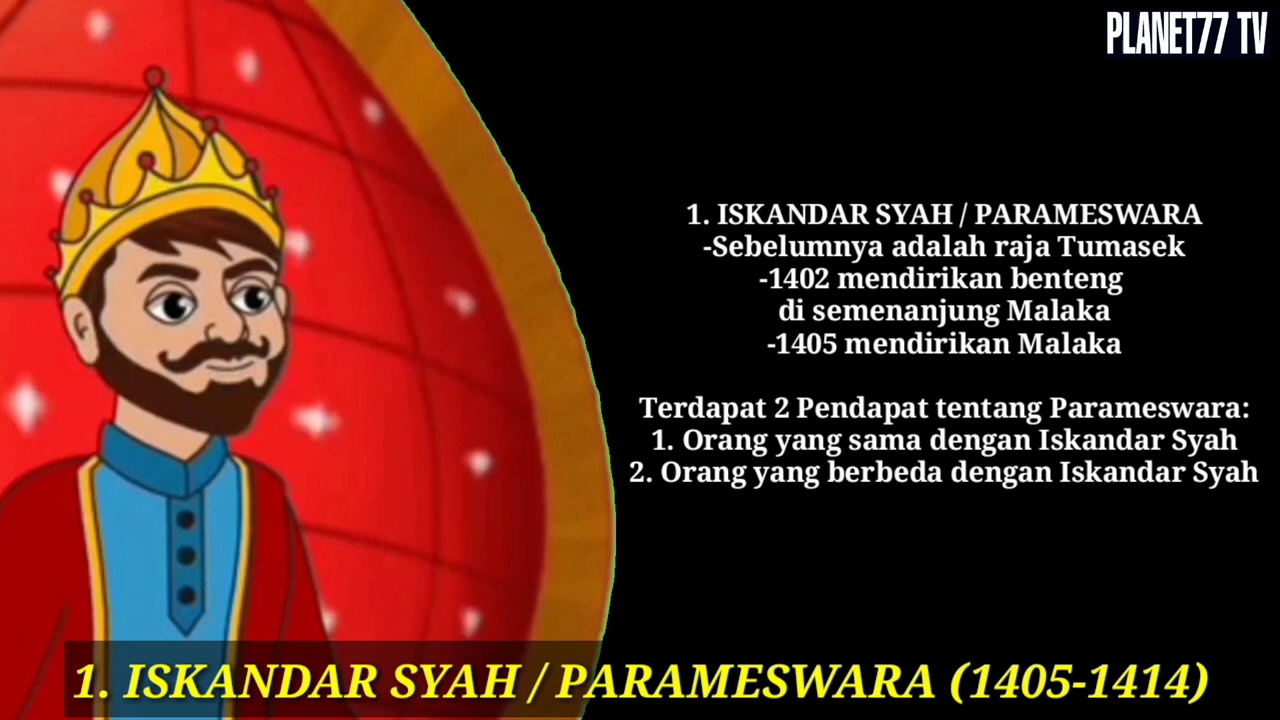 PLANET77 TV
1. ISKANDAR SYAH / PARAMESWARA
-Sebelumnya adalah raja Tumasek
-1402 mendirikan benteng
di semenanjung Malaka
-1405 mendirikan Malaka
Terdapat 2 Pendapat tentang Parameswara:
1. Orang yang sama dengan Iskandar Syah
2. Orang yang berbeda dengan Iskandar Syah
1. ISKANDAR SYAH / PARAMESWARA (1405-1414)